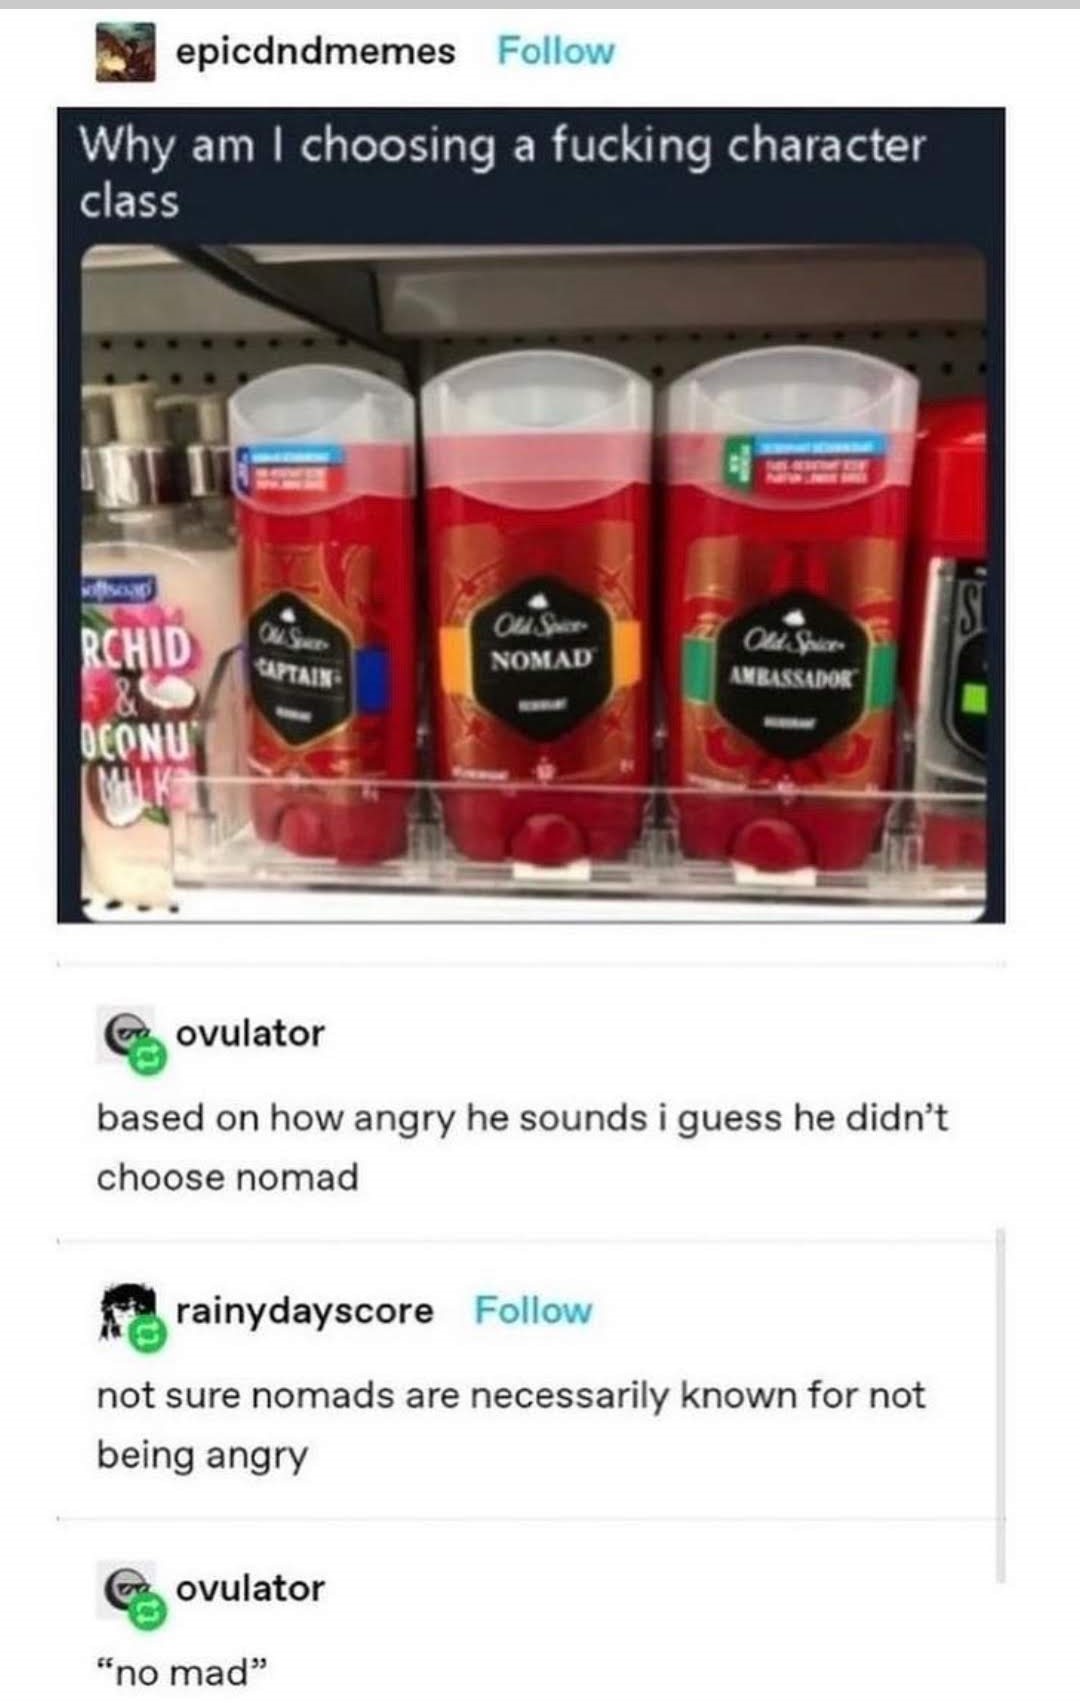 epicdndmemes Follow
Why am I choosing a fucking character
class
softsoap
RCHID
&
OCONU
MILK
Old Spice
CAPTAIN
Old Spice
NOMAD
Old Spice
AMBASSADOR
ovulator
based on how angry he sounds i guess he didn't
choose nomad
rainydayscore Follow
not sure nomads are necessarily known for not
being angry
ovulator
“no mad”